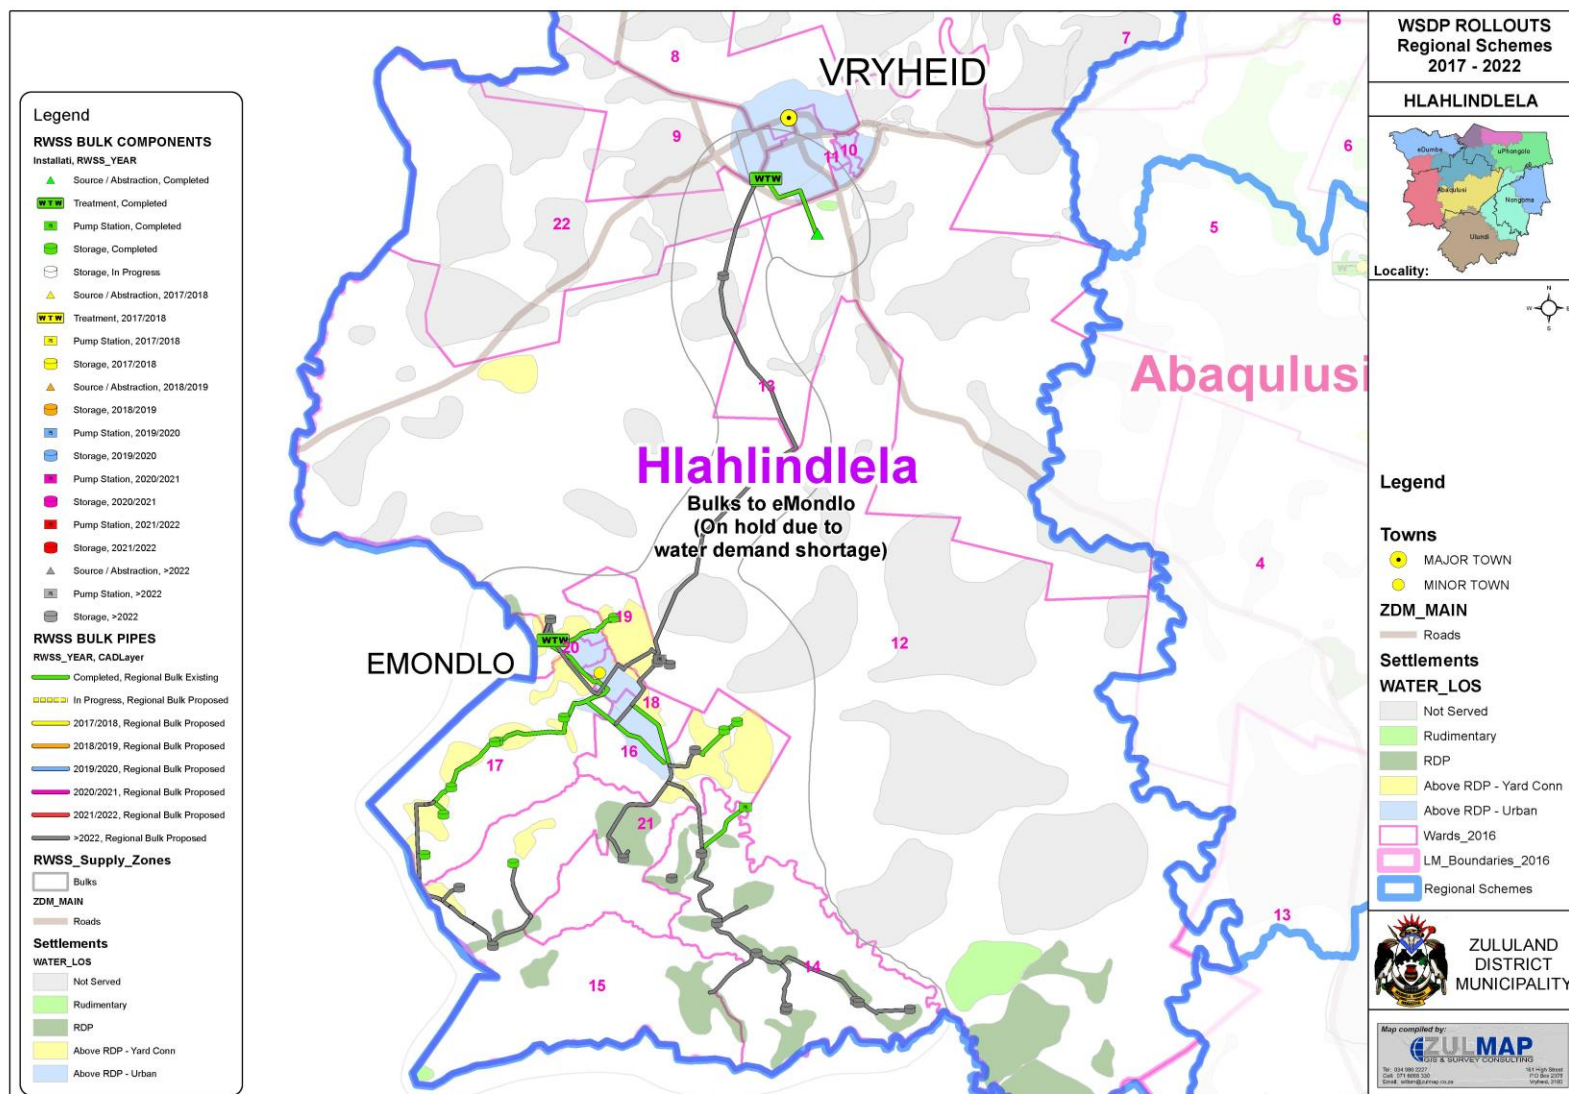 Legend
RWSS BULK COMPONENTS
Installati, RWSS_YEAR
Source / Abstraction, Completed
WTW Treatment, Completed
Pump Station, Completed
Storage, Completed
Storage, In Progress
Source / Abstraction, 2017/2018
WTW Treatment, 2017/2018
Pump Station, 2017/2018
Storage, 2017/2018
Source / Abstraction, 2018/2019
Storage, 2018/2019
Pump Station, 2019/2020
Storage, 2019/2020
Pump Station, 2020/2021
Storage, 2020/2021
Pump Station, 2021/2022
Storage, 2021/2022
Source / Abstraction, >2022
Pump Station, >2022
Storage, >2022
RWSS BULK PIPES
RWSS_YEAR, CADLayer
Completed, Regional Bulk Existing
In Progress, Regional Bulk Proposed
2017/2018, Regional Bulk Proposed
2018/2019, Regional Bulk Proposed
2019/2020, Regional Bulk Proposed
2020/2021, Regional Bulk Proposed
2021/2022, Regional Bulk Proposed
>2022, Regional Bulk Proposed
RWSS_Supply_Zones
Bulks
ZDM_MAIN
Roads
Settlements
WATER_LOS
Not Served
Rudimentary
RDP
Above RDP - Yard Conn
Above RDP - Urban
6
7
8
VRYHEID
9
10
11
6
WTW
22
5
13
Abaqulusi
Hlahlindlela
Bulks to eMondlo
(On hold due to
water demand shortage)
4
19
12
WTW
20
EMONDLO
18
16
17
21
13
14
15
WSDP ROLLOUTS
Regional Schemes
2017 - 2022
HLAHLINDLELA
eDumbe
uPhongolo
Abaqulusi
Nongoma
Ulundi
Locality:
N
W
E
S
Legend
Towns
MAJOR TOWN
MINOR TOWN
ZDM_MAIN
Roads
Settlements
WATER_LOS
Not Served
Rudimentary
RDP
Above RDP - Yard Conn
Above RDP - Urban
Wards_2016
LM_Boundaries_2016
Regional Schemes
ZULULAND
DISTRICT
MUNICIPALITY
Map compiled by:
ZULMAP
GIS & SURVEY CONSULTING